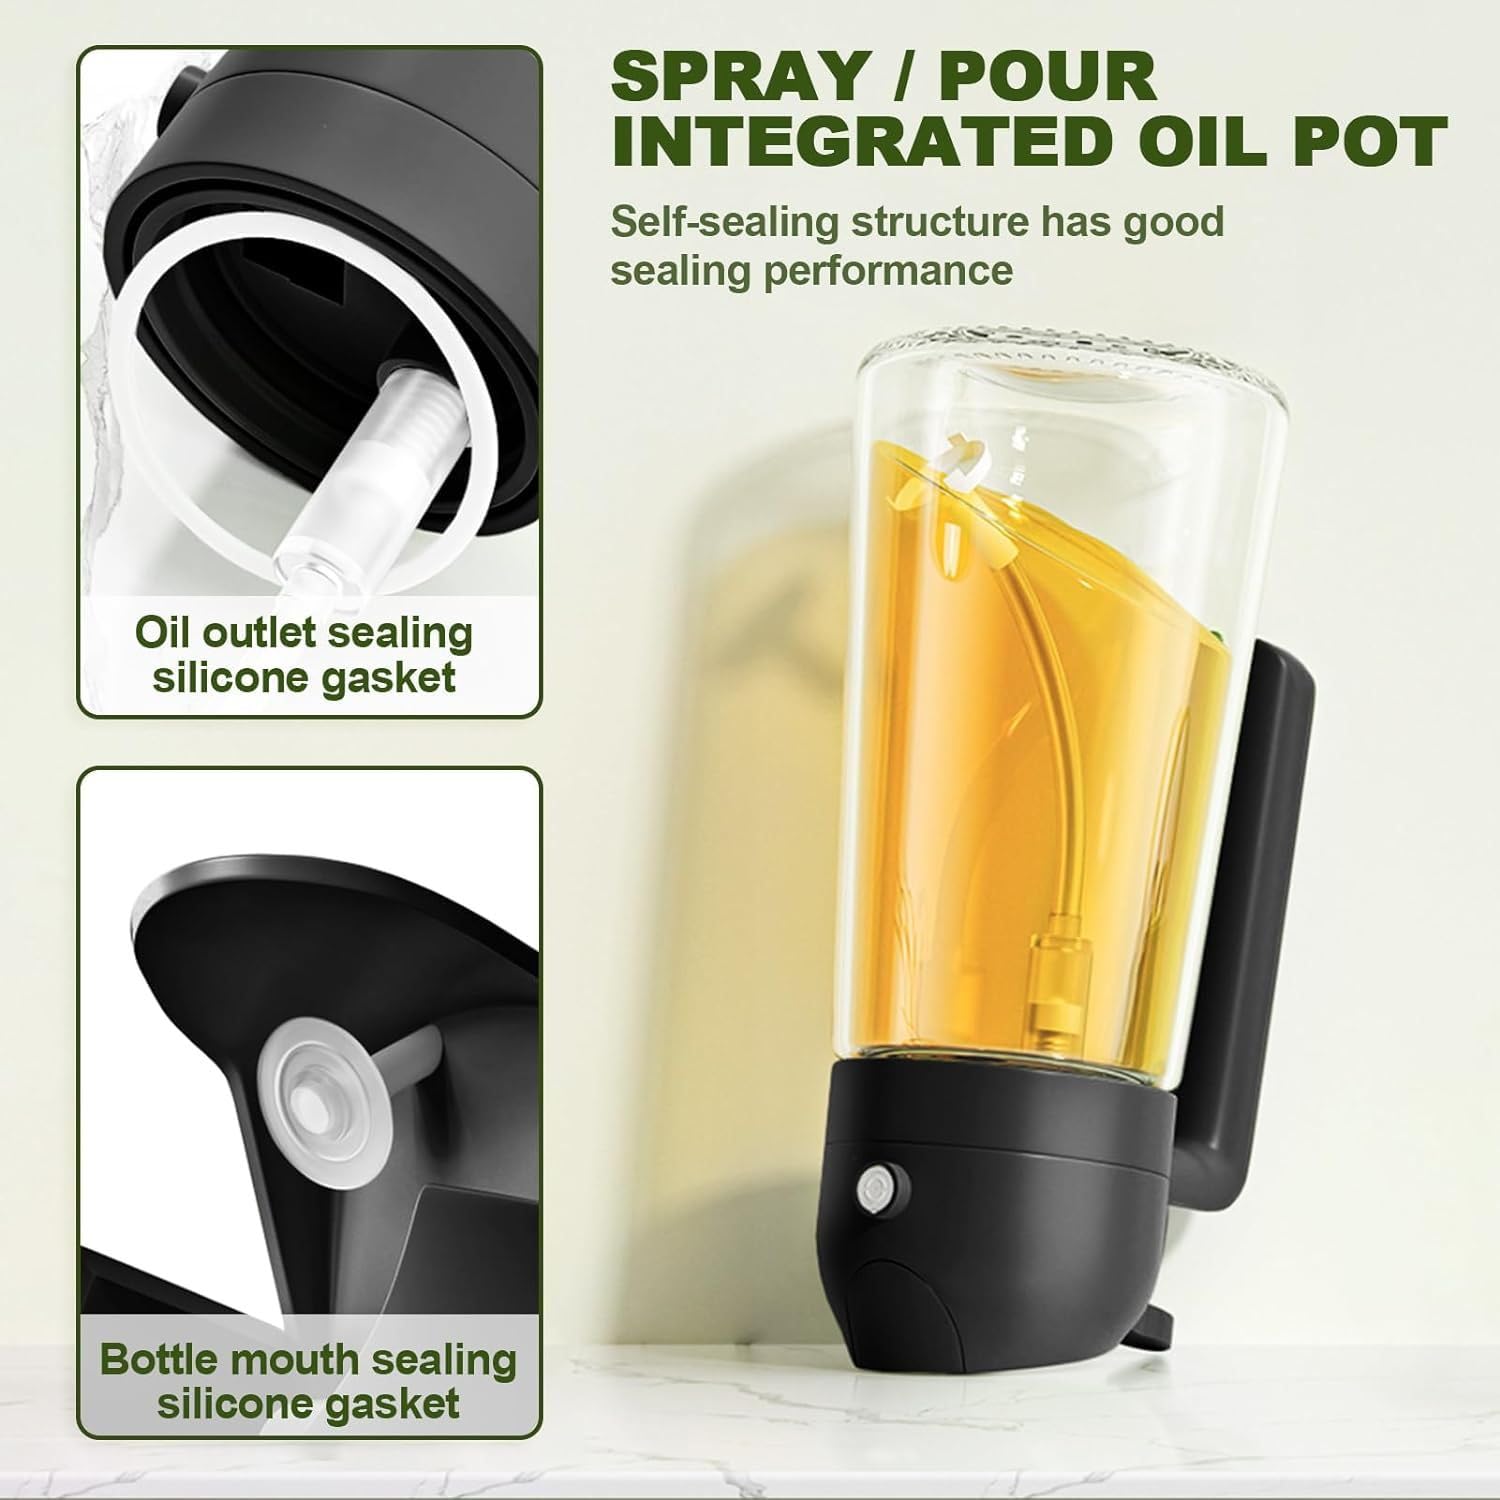 SPRAY / POUR
INTEGRATED OIL POT
Self-sealing structure has good
sealing performance
Oil outlet sealing
silicone gasket
Bottle mouth sealing
silicone gasket